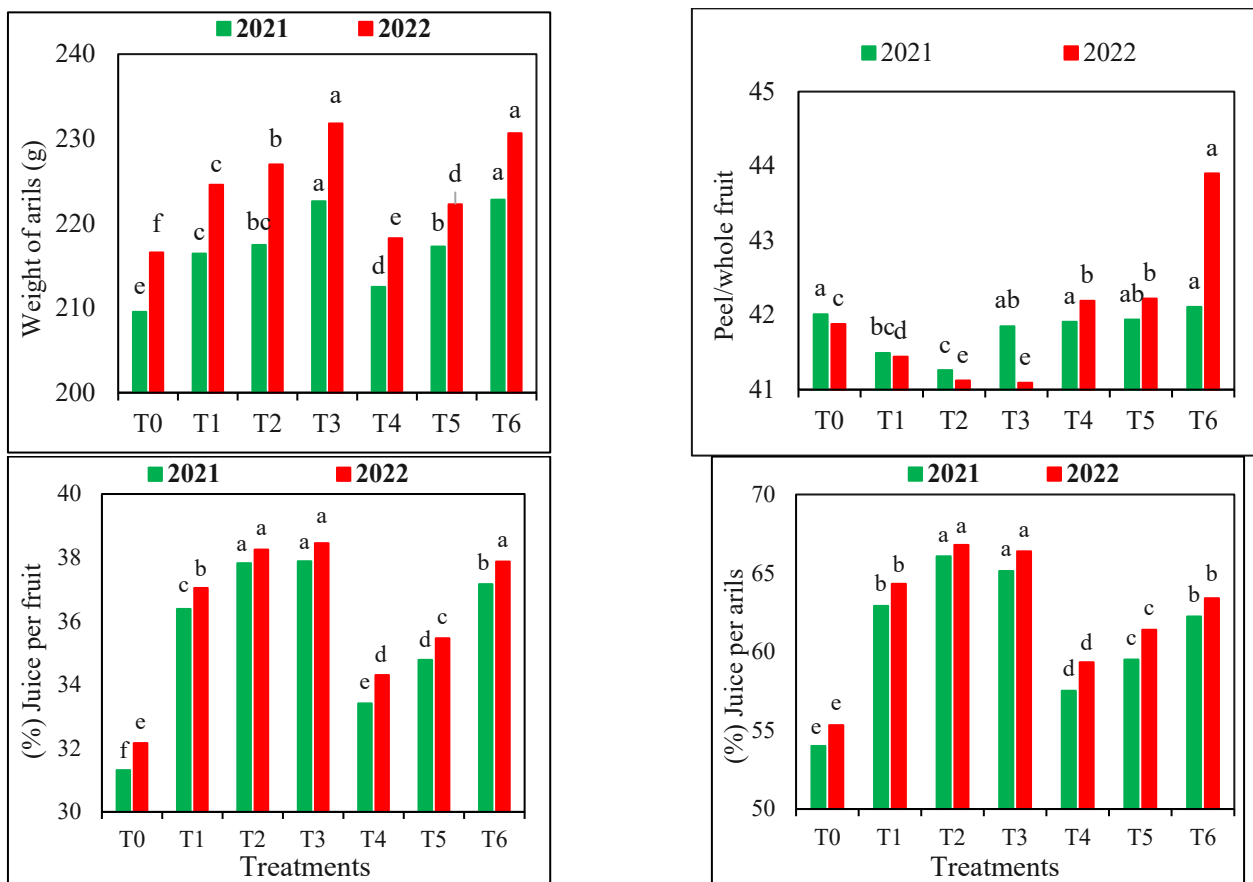 2021 2022
Weight of arils (g)
240
230
220
210
200
e f c c bc b a a d e b d a a
T0 T1 T2 T3 T4 T5 T6
2021 2022
Peel/whole fruit
45
44
43
42
41
a c bc d c e ab e a b ab b a a
T0 T1 T2 T3 T4 T5 T6
2021 2022
(%) Juice per fruit
40
38
36
34
32
30
f e c b a a a a e d d c b a
T0 T1 T2 T3 T4 T5 T6
Treatments
2021 2022
(%) Juice per arils
70
65
60
55
50
e e b b a a a a d d c c b b
T0 T1 T2 T3 T4 T5 T6
Treatments